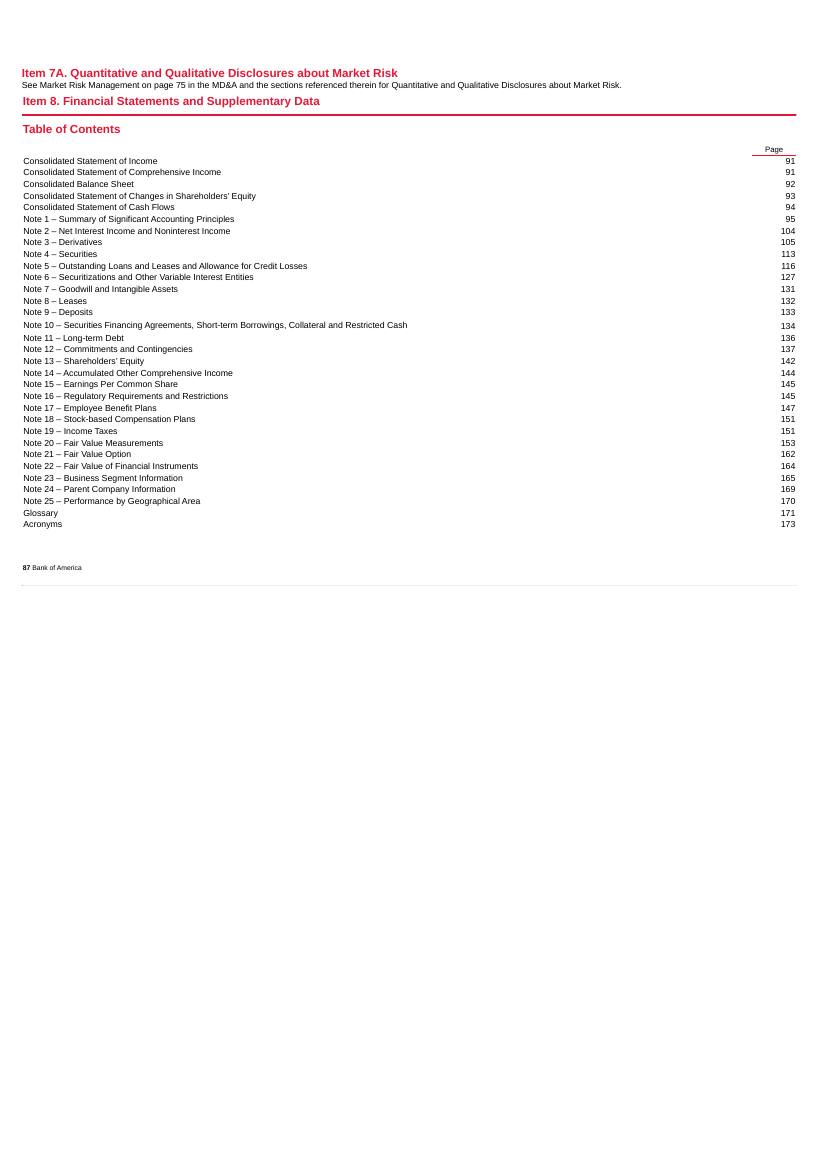 Item 7A. Quantitative and Qualitative Disclosures about Market Risk
See Market Risk Management on page 75 in the MD&A and the sections referenced therein for Quantitative and Qualitative Disclosures about Market Risk.
Item 8. Financial Statements and Supplementary Data
Table of Contents
Page
Consolidated Statement of Income 91
Consolidated Statement of Comprehensive Income 91
Consolidated Balance Sheet 92
Consolidated Statement of Changes in Shareholders' Equity 93
Consolidated Statement of Cash Flows 94
Note 1 – Summary of Significant Accounting Principles 95
Note 2 – Net Interest Income and Noninterest Income 104
Note 3 – Derivatives 105
Note 4 – Securities 113
Note 5 – Outstanding Loans and Leases and Allowance for Credit Losses 116
Note 6 – Securitizations and Other Variable Interest Entities 127
Note 7 – Goodwill and Intangible Assets 131
Note 8 – Leases 132
Note 9 – Deposits 133
Note 10 – Securities Financing Agreements, Short-term Borrowings, Collateral and Restricted Cash 134
Note 11 – Long-term Debt 136
Note 12 – Commitments and Contingencies 137
Note 13 – Shareholders' Equity 142
Note 14 – Accumulated Other Comprehensive Income 144
Note 15 – Earnings Per Common Share 145
Note 16 – Regulatory Requirements and Restrictions 145
Note 17 – Employee Benefit Plans 147
Note 18 – Stock-based Compensation Plans 151
Note 19 – Income Taxes 151
Note 20 – Fair Value Measurements 153
Note 21 – Fair Value Option 162
Note 22 – Fair Value of Financial Instruments 164
Note 23 – Business Segment Information 165
Note 24 – Parent Company Information 169
Note 25 – Performance by Geographical Area 170
Glossary 171
Acronyms 173
87 Bank of America